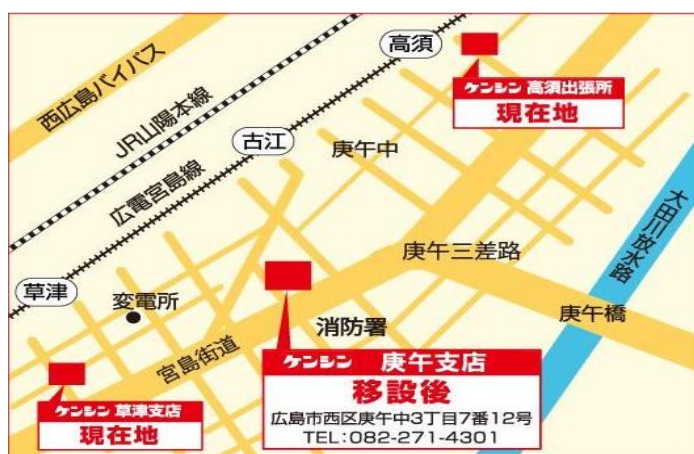 高須
ケンシン 高須出張所
現在地
西広島バイパス
JR山陽本線
古江
庚午中
広電宮島線
大田川放水路
庚午三差路
草津
変電所
庚午橋
消防署
宮島街道
ケンシン 庚午支店
移設後
広島市西区庚午中3丁目7番12号
TEL:082-271-4301
ケンシン 草津支店
現在地